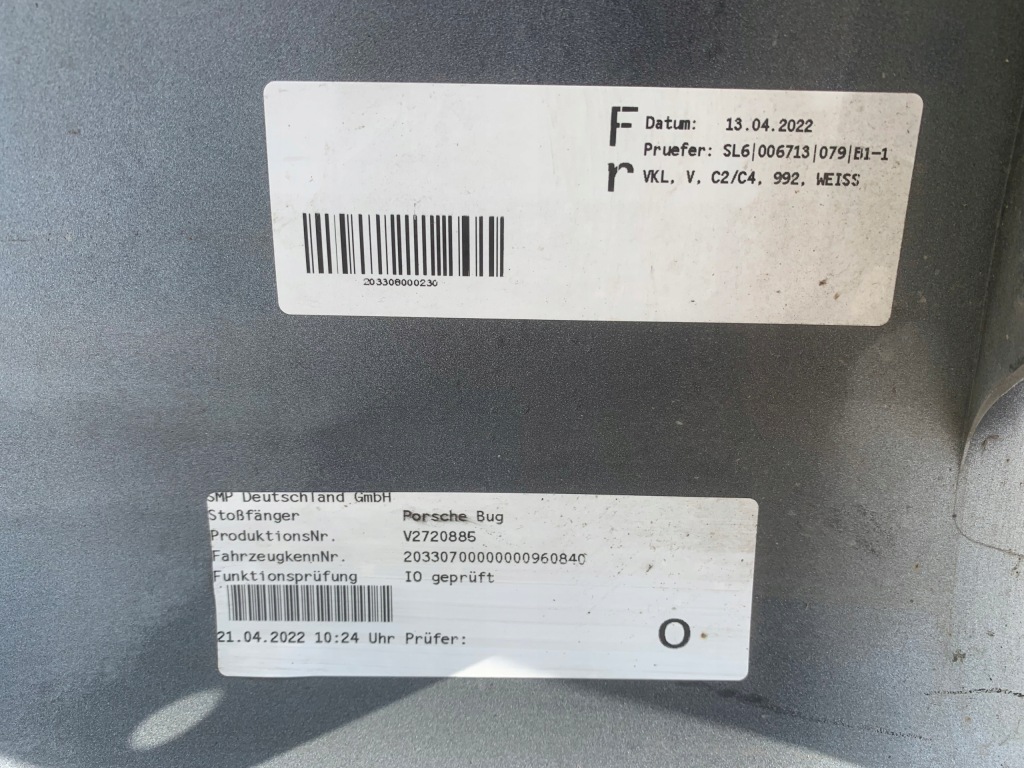 F
r
Datum: 13.04.2022
Pruefer: SL6|006713|079|B1-1
VKL, V, C2/C4, 992, WEISS
203308000230
SMP Deutschland GmbH
Stoßfänger Porsche Bug
ProduktionsNr. V2720885
FahrzeugkennNr. 20330700000000960840
Funktionsprüfung IO geprüft
21.04.2022 10:24 Uhr Prüfer:
O